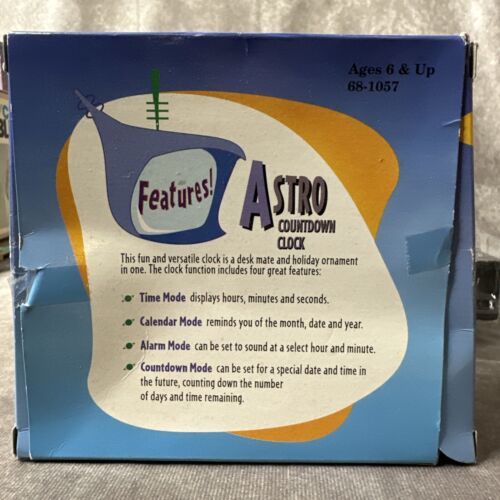 Ages 6 & Up
68-1057
Features!
ASTRO
COUNTDOWN
CLOCK
This fun and versatile clock is a desk mate and holiday ornament
in one. The clock function includes four great features:
Time Mode displays hours, minutes and seconds.
Calendar Mode reminds you of the month, date and year.
Alarm Mode can be set to sound at a select hour and minute.
Countdown Mode can be set for a special date and time in
the future, counting down the number
of days and time remaining.